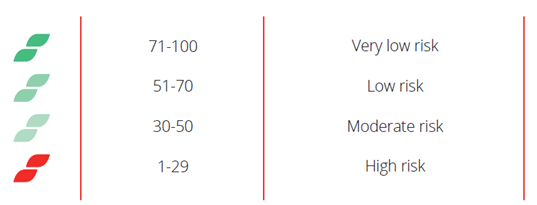 71-100 Very low risk
51-70 Low risk
30-50 Moderate risk
1-29 High risk